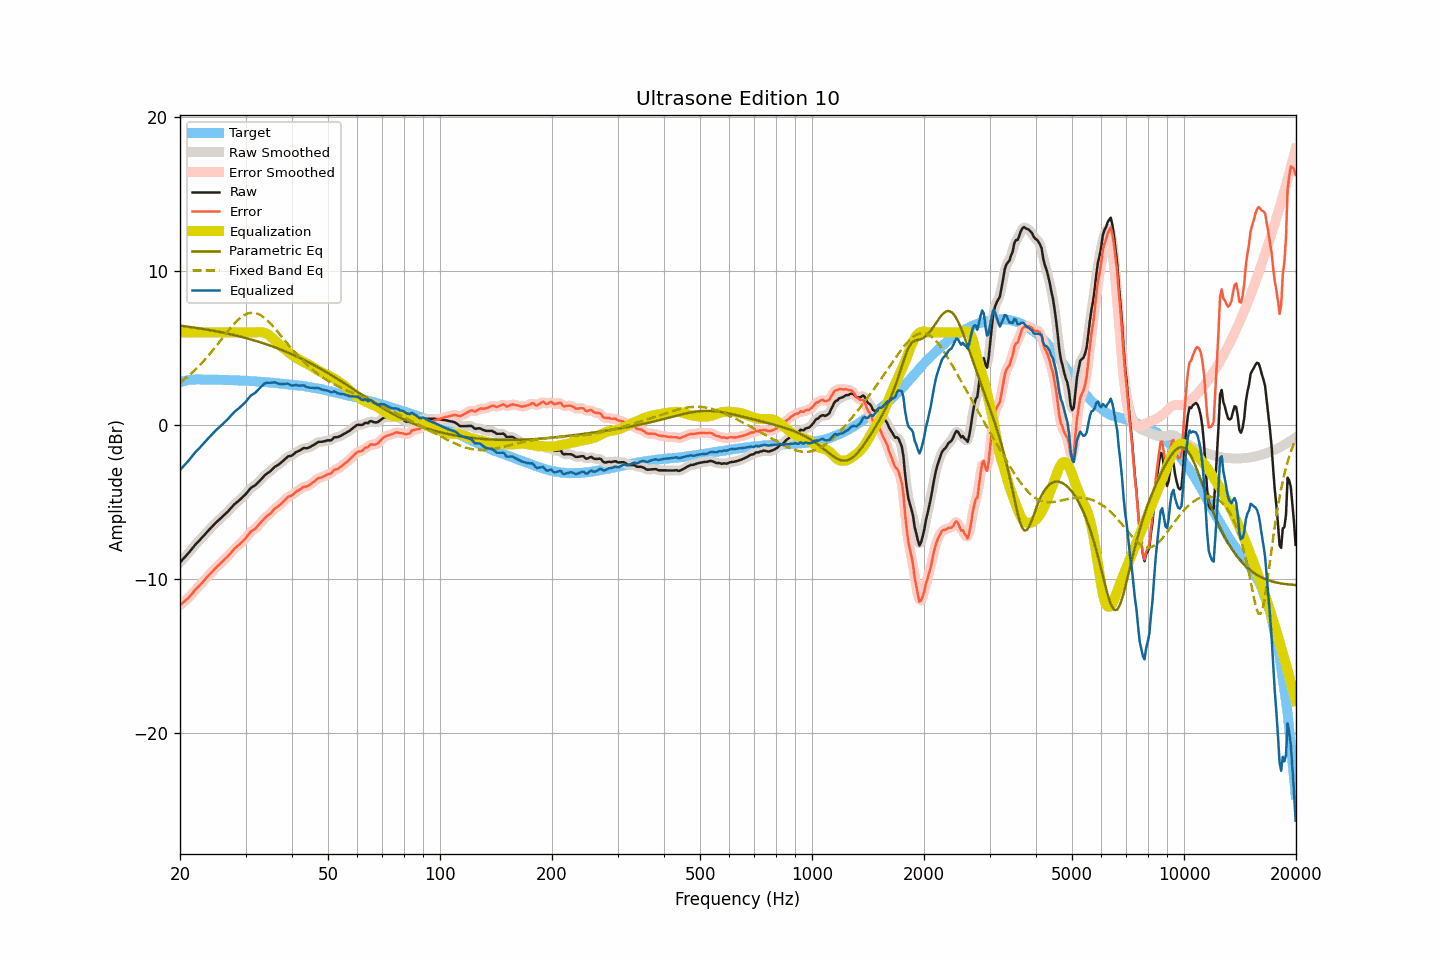 Ultrasone Edition 10
20
10
0
−10
−20
Amplitude (dBr)
Target
Raw Smoothed
Error Smoothed
Raw
Error
Equalization
Parametric Eq
Fixed Band Eq
Equalized
20 50 100 200 500 1000 2000 5000 10000 20000
Frequency (Hz)